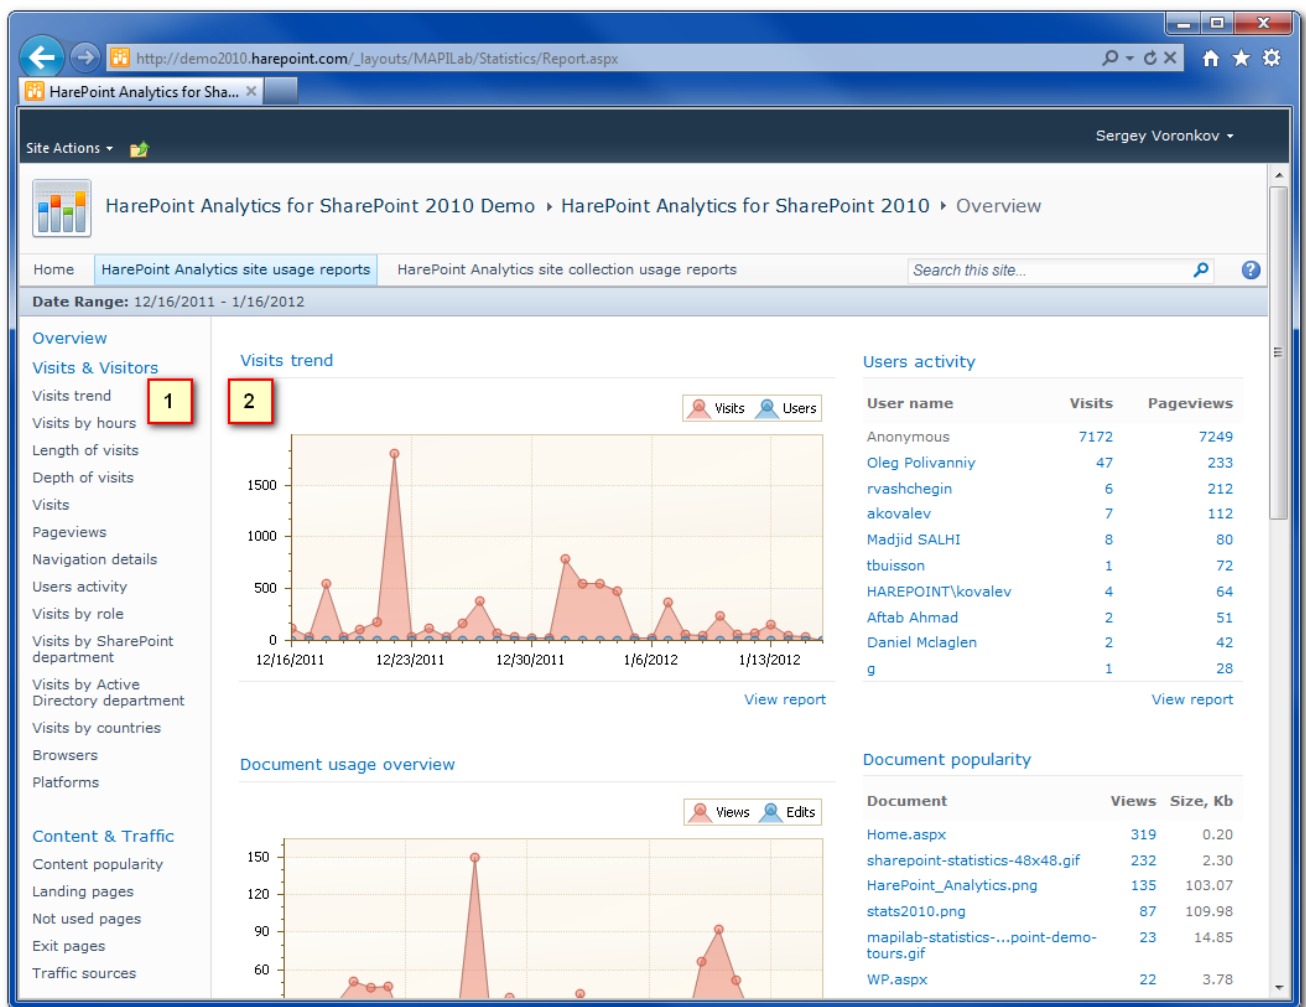 http://demo2010.harepoint.com/_layouts/MAPILab/Statistics/Report.aspx
HarePoint Analytics for Sha...
Sergey Voronkov
Site Actions
HarePoint Analytics for SharePoint 2010 Demo HarePoint Analytics for SharePoint 2010 Overview
Home HarePoint Analytics site usage reports HarePoint Analytics site collection usage reports Search this site...
Date Range: 12/16/2011 - 1/16/2012
Overview
Visits & Visitors
Visits trend
Visits by hours
Length of visits
Depth of visits
Visits
Pageviews
Navigation details
Users activity
Visits by role
Visits by SharePoint
department
Visits by Active
Directory department
Visits by countries
Browsers
Platforms
Content & Traffic
Content popularity
Landing pages
Not used pages
Exit pages
Traffic sources
1
2
Visits trend
Visits Users
1500
1000
500
0
12/16/2011 12/23/2011 12/30/2011 1/6/2012 1/13/2012
View report
Document usage overview
Views Edits
150
120
90
60
Users activity
User name Visits Pageviews
Anonymous 7172 7249
Oleg Polivanniy 47 233
rvashchegin 6 212
akovalev 7 112
Madjid SALHI 8 80
tbuisson 1 72
HAREPOINT\kovalev 4 64
Aftab Ahmad 2 51
Daniel Mclaglen 2 42
g 1 28
View report
Document popularity
Document Views Size, Kb
Home.aspx 319 0.20
sharepoint-statistics-48x48.gif 232 2.30
HarePoint_Analytics.png 135 103.07
stats2010.png 87 109.98
mapilab-statistics-...point-demo- 23 14.85
tours.gif
WP.aspx 22 3.78